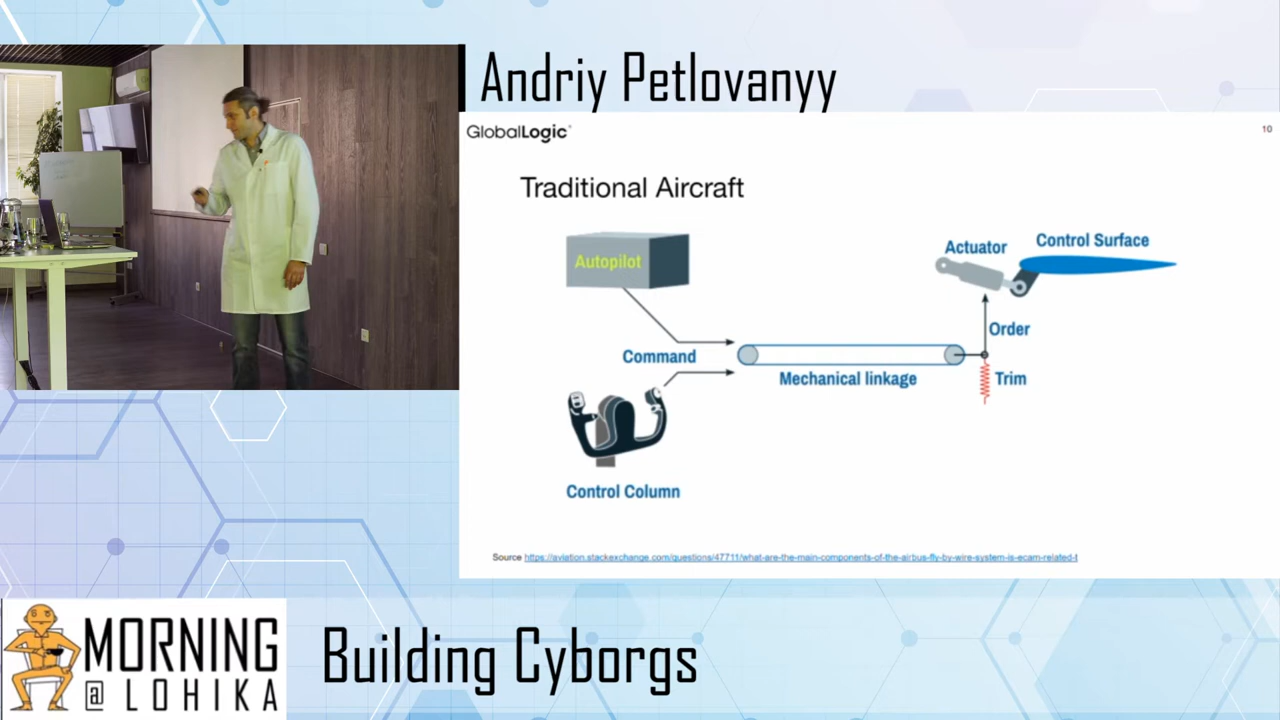 Andriy Petlovanyy
GlobalLogic
10
Traditional Aircraft
Autopilot
Command
Control Column
Mechanical linkage
Actuator
Control Surface
Order
Trim
Source https://aviation.stackexchange.com/questions/47711/what-are-the-main-components-of-the-airbus-fly-by-wire-system-is-ecam-related-t
MORNING
@ LOHIKA
Building Cyborgs